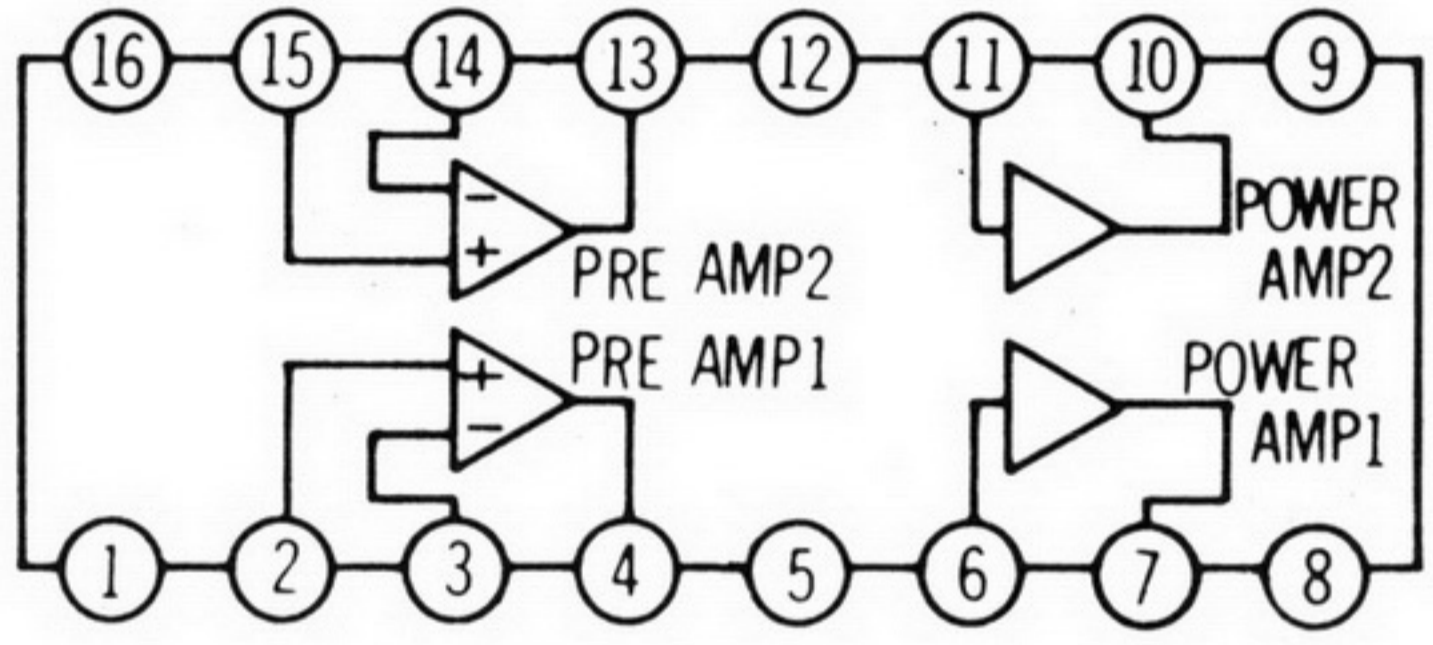 16 15 14 13 12 11 10 9
−
+
PRE AMP2
POWER
AMP2
+
−
PRE AMP1
POWER
AMP1
1 2 3 4 5 6 7 8